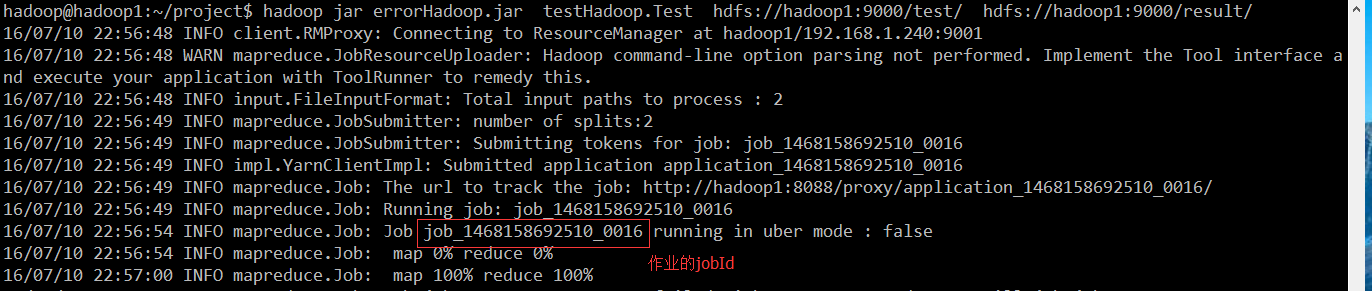 hadoop@hadoop1:~/project$ hadoop jar errorHadoop.jar  testHadoop.Test  hdfs://hadoop1:9000/test/  hdfs://hadoop1:9000/result/
16/07/10 22:56:48 INFO client.RMProxy: Connecting to ResourceManager at hadoop1/192.168.1.240:9001
16/07/10 22:56:48 WARN mapreduce.JobResourceUploader: Hadoop command-line option parsing not performed. Implement the Tool interface a
nd execute your application with ToolRunner to remedy this.
16/07/10 22:56:48 INFO input.FileInputFormat: Total input paths to process : 2
16/07/10 22:56:49 INFO mapreduce.JobSubmitter: number of splits:2
16/07/10 22:56:49 INFO mapreduce.JobSubmitter: Submitting tokens for job: job_1468158692510_0016
16/07/10 22:56:49 INFO impl.YarnClientImpl: Submitted application application_1468158692510_0016
16/07/10 22:56:49 INFO mapreduce.Job: The url to track the job: http://hadoop1:8088/proxy/application_1468158692510_0016/
16/07/10 22:56:49 INFO mapreduce.Job: Running job: job_1468158692510_0016
16/07/10 22:56:54 INFO mapreduce.Job: Job job_1468158692510_0016 running in uber mode : false
16/07/10 22:56:54 INFO mapreduce.Job:  map 0% reduce 0%
作业的jobId
16/07/10 22:57:00 INFO mapreduce.Job:  map 100% reduce 100%